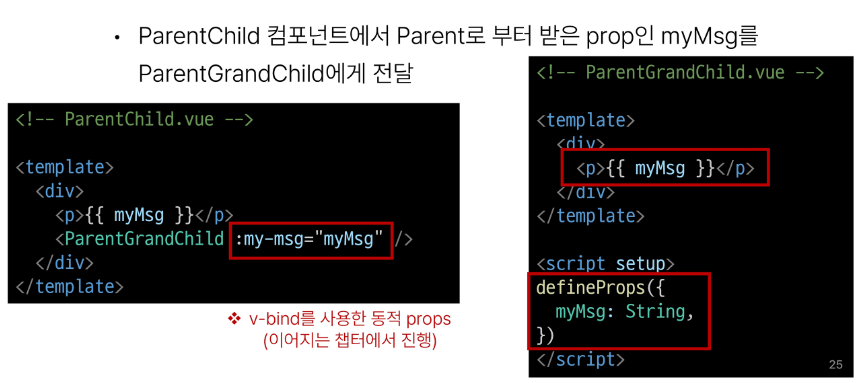 • ParentChild 컴포넌트에서 Parent로 부터 받은 prop인 myMsg를
ParentGrandChild에게 전달
<!-- ParentChild.vue -->
<template>
<div>
<p>{{ myMsg }}</p>
<ParentGrandChild :my-msg="myMsg" />
</div>
</template>
❖ v-bind를 사용한 동적 props
(이어지는 챕터에서 진행)
<!-- ParentGrandChild.vue -->
<template>
<div>
<p>{{ myMsg }}</p>
</div>
</template>
<script setup>
defineProps({
myMsg: String,
})
</script>
25